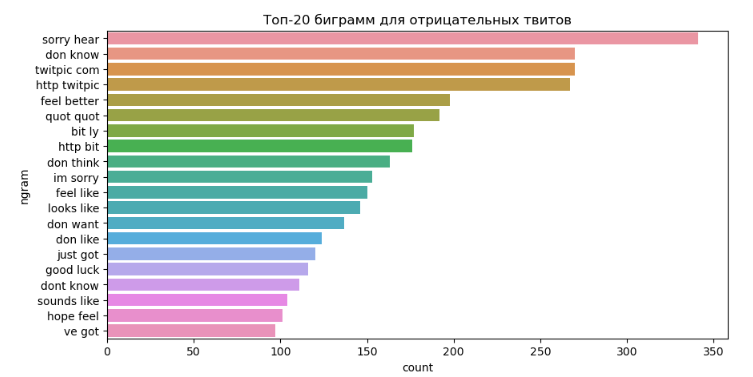 Топ-20 биграмм для отрицательных твитов
ngram
sorry hear
don know
twitpic com
http twitpic
feel better
quot quot
bit ly
http bit
don think
im sorry
feel like
looks like
don want
don like
just got
good luck
dont know
sounds like
hope feel
ve got
0 50 100 150 200 250 300 350
count